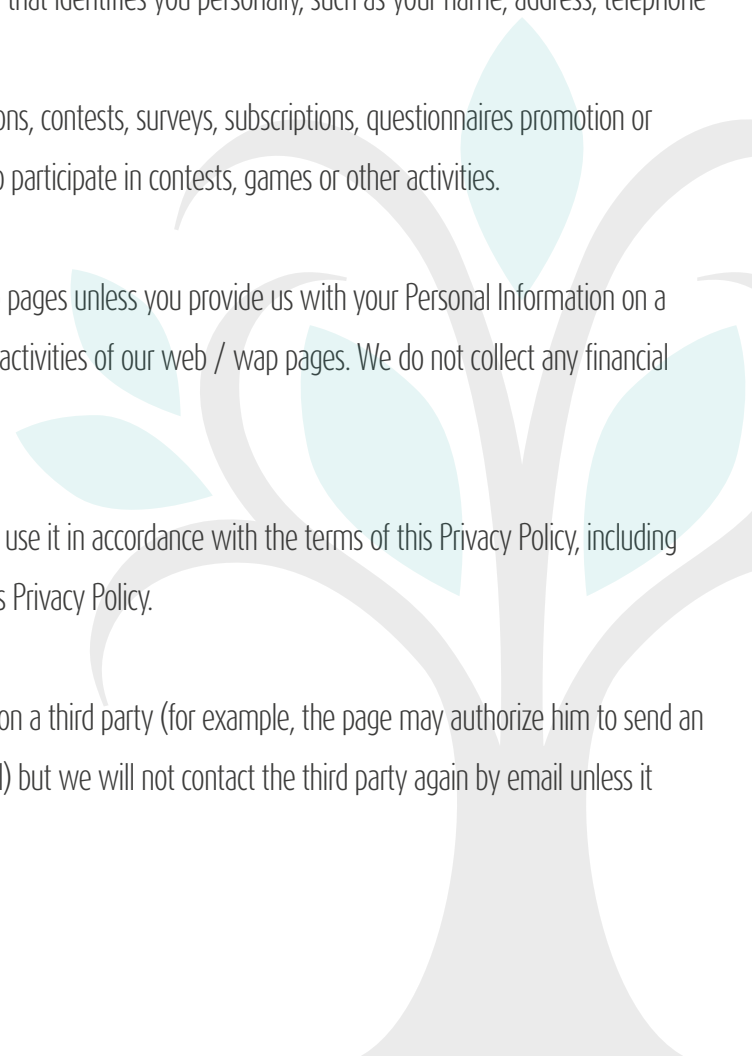 that identifies you personally, such as your name, address, telephone
ons, contests, surveys, subscriptions, questionnaires promotion or
participate in contests, games or other activities.
pages unless you provide us with your Personal Information on a
activities of our web / wap pages. We do not collect any financial
use it in accordance with the terms of this Privacy Policy, including
s Privacy Policy.
on a third party (for example, the page may authorize him to send an
but we will not contact the third party again by email unless it